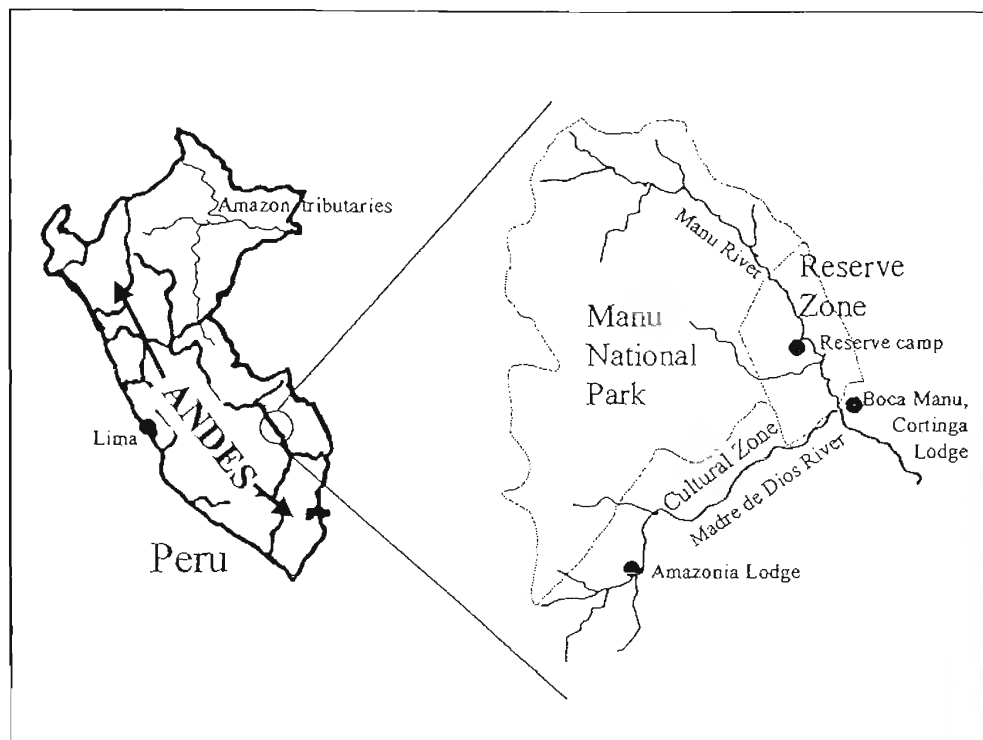 Amazon tributaries
ANDES
Lima
Peru
Manu River
Reserve
Zone
Manu
National
Park
Reserve camp
Boca Manu,
Cortinga
Lodge
Cultural Zone
Madre de Dios River
Amazonia Lodge